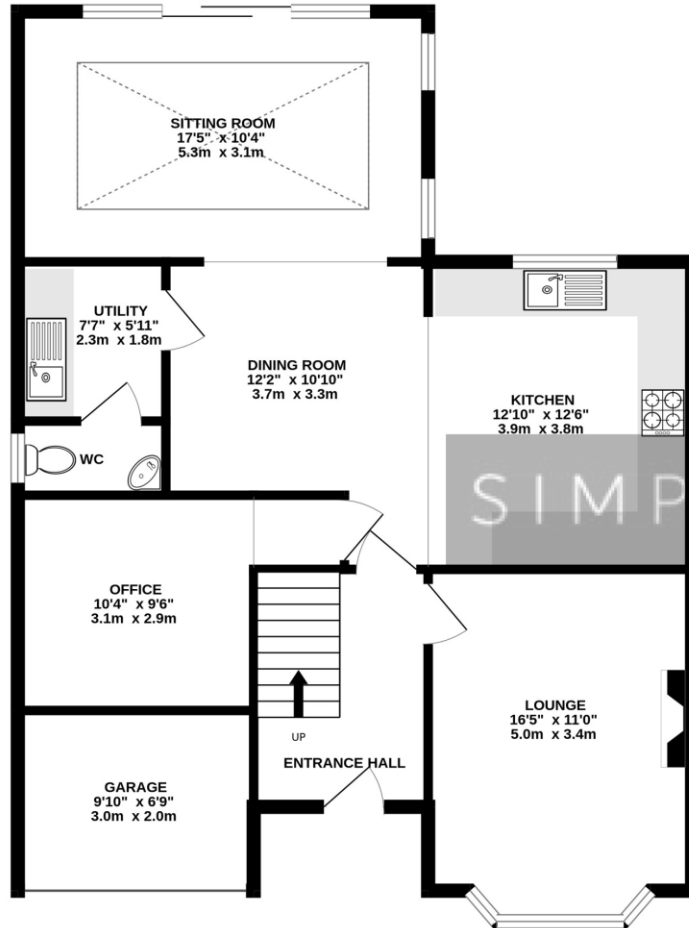 SITTING ROOM
17'5" x 10'4"
5.3m x 3.1m
UTILITY
7'7" x 5'11"
2.3m x 1.8m
DINING ROOM
12'2" x 10'10"
3.7m x 3.3m
KITCHEN
12'10" x 12'6"
3.9m x 3.8m
WC
SIMP
OFFICE
10'4" x 9'6"
3.1m x 2.9m
LOUNGE
16'5" x 11'0"
5.0m x 3.4m
UP
ENTRANCE HALL
GARAGE
9'10" x 6'9"
3.0m x 2.0m